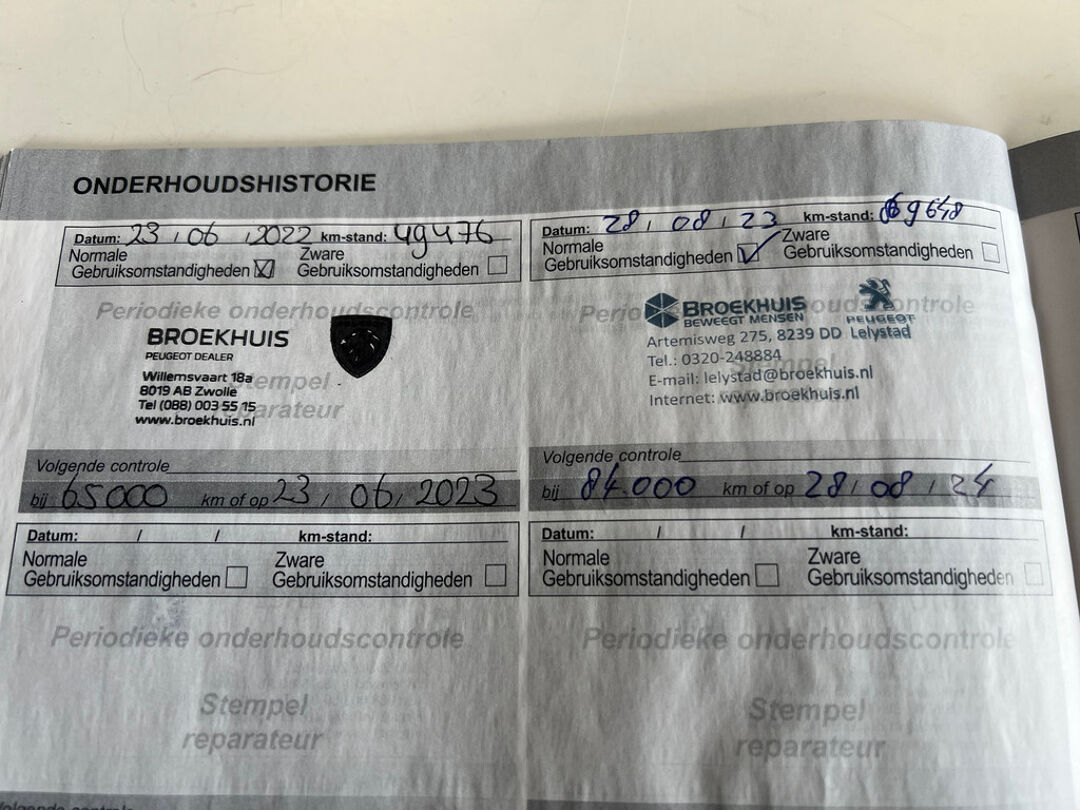 ONDERHOUDSHISTORIE
Datum: 23 / 06 / 2022 km-stand: 49476
Normale
Gebruiksomstandigheden
Zware
Gebruiksomstandigheden
Periodieke onderhoudscontrole
BROEKHUIS
PEUGEOT DEALER
Willemsvaart 18a
8019 AB Zwolle
Tel (088) 003 55 15
www.broekhuis.nl
Stempel
reparateur
Volgende controle
bij 65000 km of op 23 / 06 / 2023
Datum: 28 / 08 / 23 km-stand: 69648
Normale
Gebruiksomstandigheden
Zware
Gebruiksomstandigheden
Periodieke onderhoudscontrole
BROEKHUIS
BEWEEGT MENSEN
PEUGEOT
Artemisweg 275, 8239 DD Lelystad
Tel.: 0320-248884
E-mail: lelystad@broekhuis.nl
Internet: www.broekhuis.nl
Stempel
Volgende controle
bij 84.000 km of op 28 / 08 / 24
Datum: / / km-stand:
Normale
Gebruiksomstandigheden
Zware
Gebruiksomstandigheden
Periodieke onderhoudscontrole
Stempel
reparateur
Volgende controle
Datum: / / km-stand:
Normale
Gebruiksomstandigheden
Zware
Gebruiksomstandigheden
Periodieke onderhoudscontrole
Stempel
reparateur